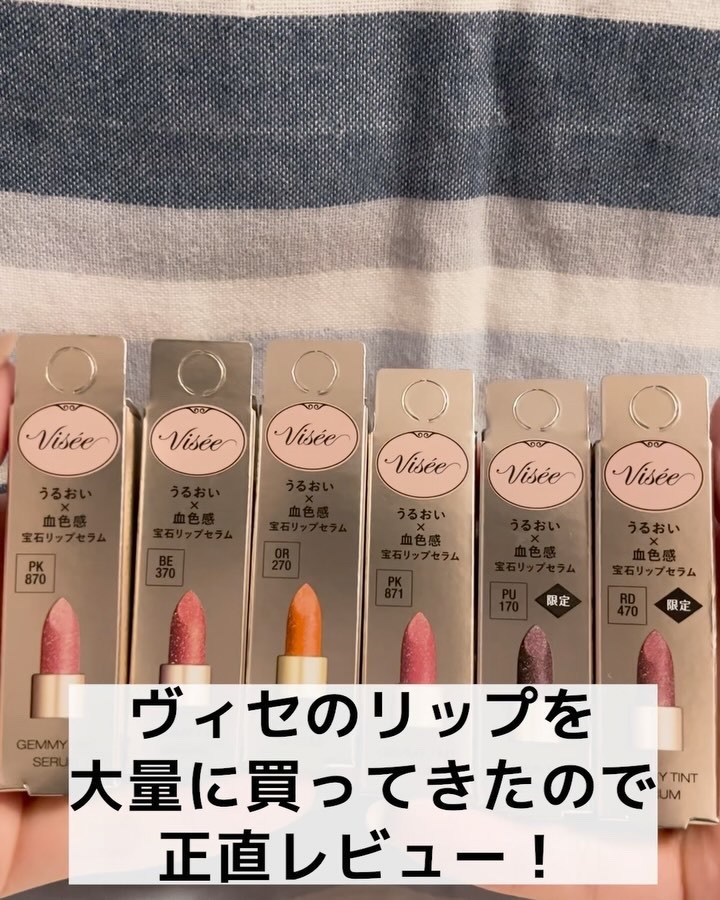 Visée
うるおい
×
血色感
宝石リップセラム
PK
870
GEMMY
SERU
Visée
うるおい
×
血色感
宝石リップセラム
BE
370
Visée
うるおい
×
血色感
宝石リップセラム
OR
270
Visée
うるおい
×
血色感
宝石リップセラム
PK
871
Visée
うるおい
×
血色感
宝石リップセラム
PU
170
限定
Visée
うるおい
×
血色感
宝石リップセラム
RD
470
限定
Y TINT
UM
ヴィセのリップを
大量に買ってきたので
正直レビュー！